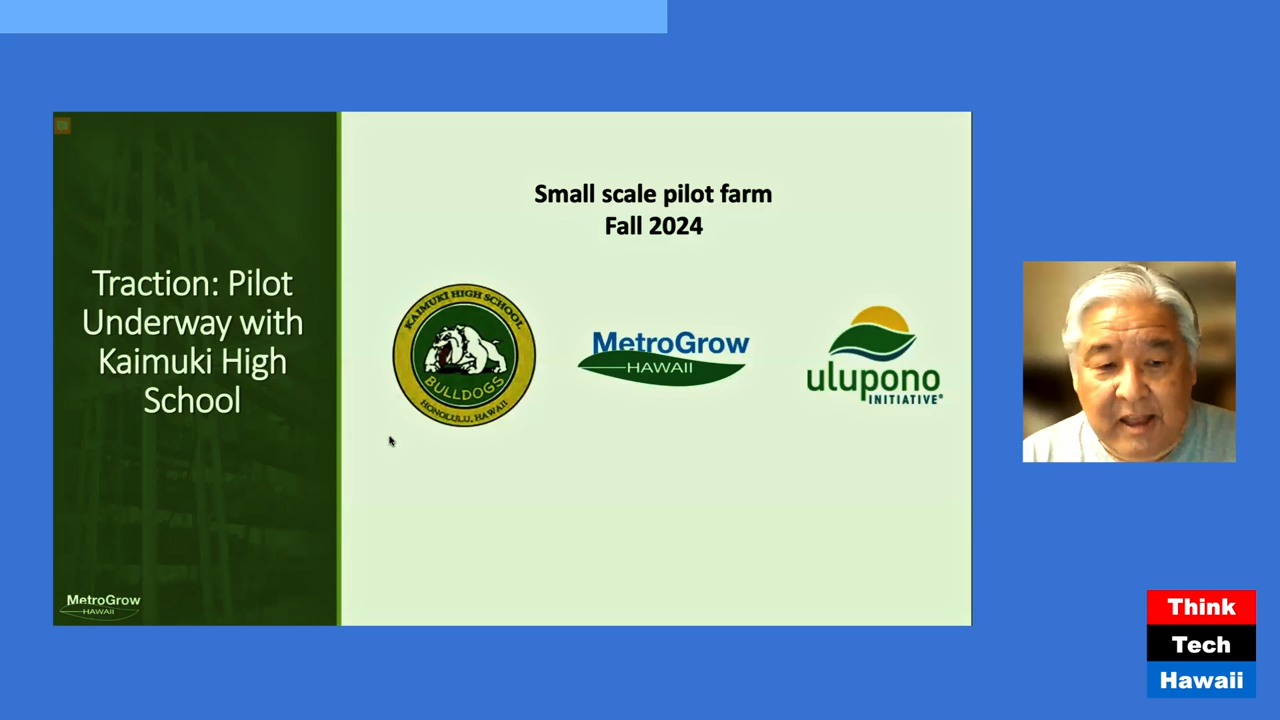 Small scale pilot farm
Fall 2024
Traction: Pilot
Underway with
Kaimuki High
School
KAIMUKI HIGH SCHOOL
BULLDOGS
HONOLULU, HAWAII
MetroGrow
HAWAII
ulupono
INITIATIVE®
MetroGrow
HAWAII
Think
Tech
Hawaii